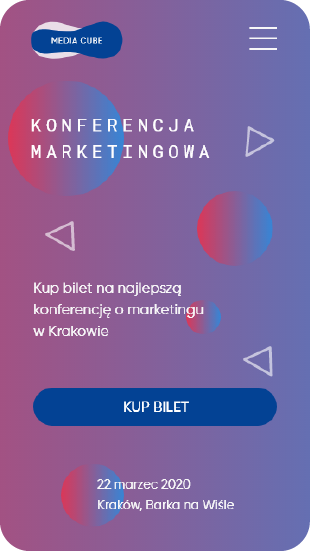 MEDIA CUBE
KONFERENCJA
MARKETINGOWA
Kup bilet na najlepszą
konferencję o marketingu
w Krakowie
KUP BILET
22 marzec 2020
Kraków, Barka na Wiśle